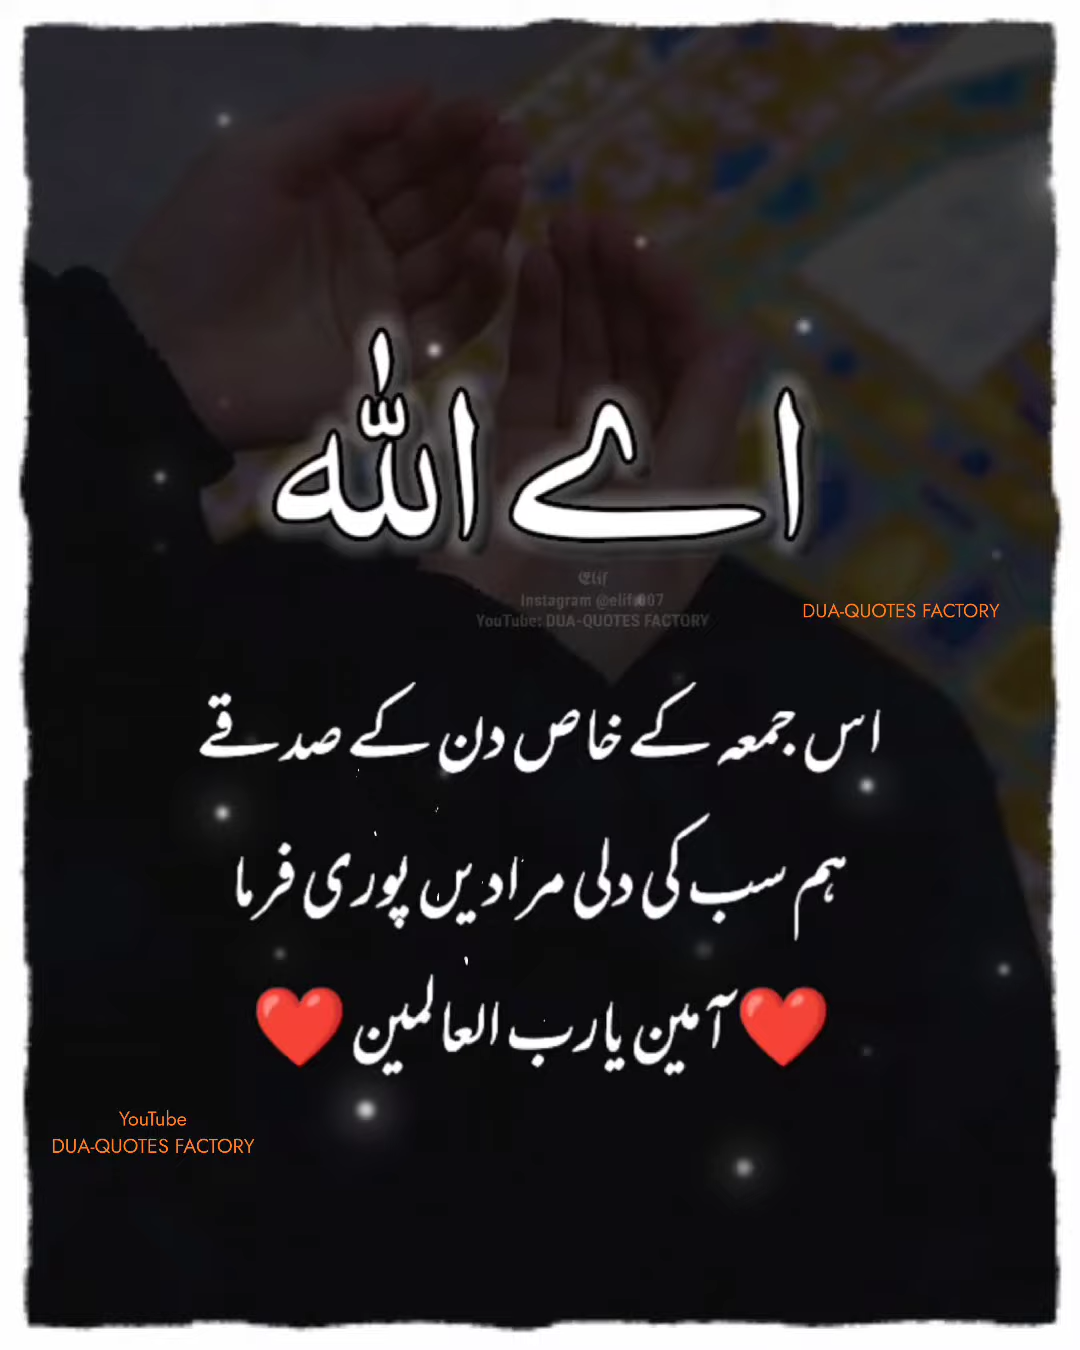 اے اللہ
Elif
Instagram @elifs007
YouTube: DUA-QUOTES FACTORY
DUA-QUOTES FACTORY
اس جمعہ کے خاص دن کے صدقے
ہم سب کی دلی مرادیں پوری فرما
❤️آمین یارب العالمین ❤️
YouTube
DUA-QUOTES FACTORY